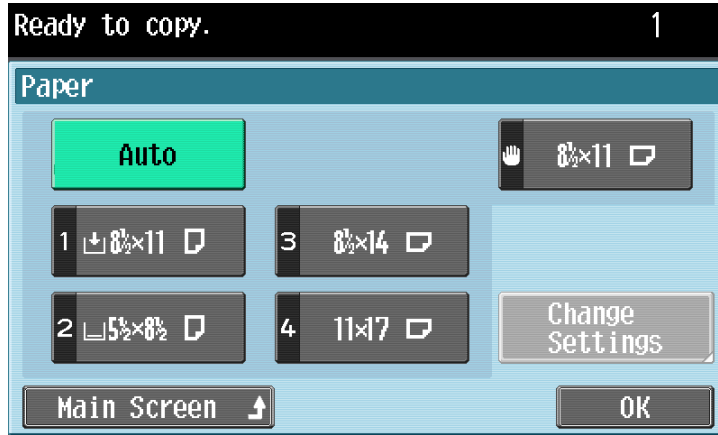 Ready to copy. 1
Paper
Auto
8½×11
1 8½×11
3 8½×14
2 5½×8½
4 11×17
Change
Settings
Main Screen
OK